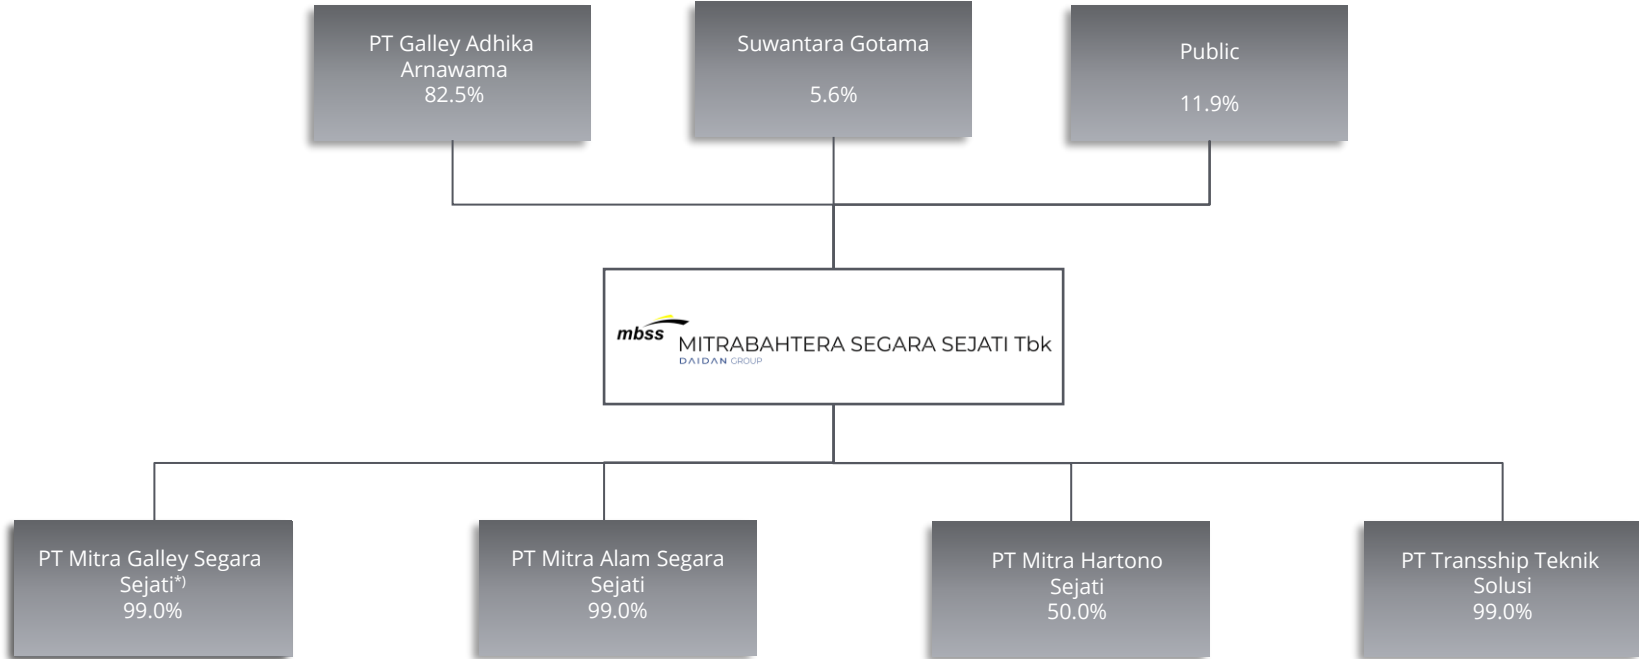 PT Galley Adhika
Arnawama
82.5%
Suwantara Gotama
5.6%
Public
11.9%
mbss
MITRABAHTERA SEGARA SEJATI Tbk
DAIDAN GROUP
PT Mitra Galley Segara
Sejati*)
99.0%
PT Mitra Alam Segara
Sejati
99.0%
PT Mitra Hartono
Sejati
50.0%
PT Transship Teknik
Solusi
99.0%